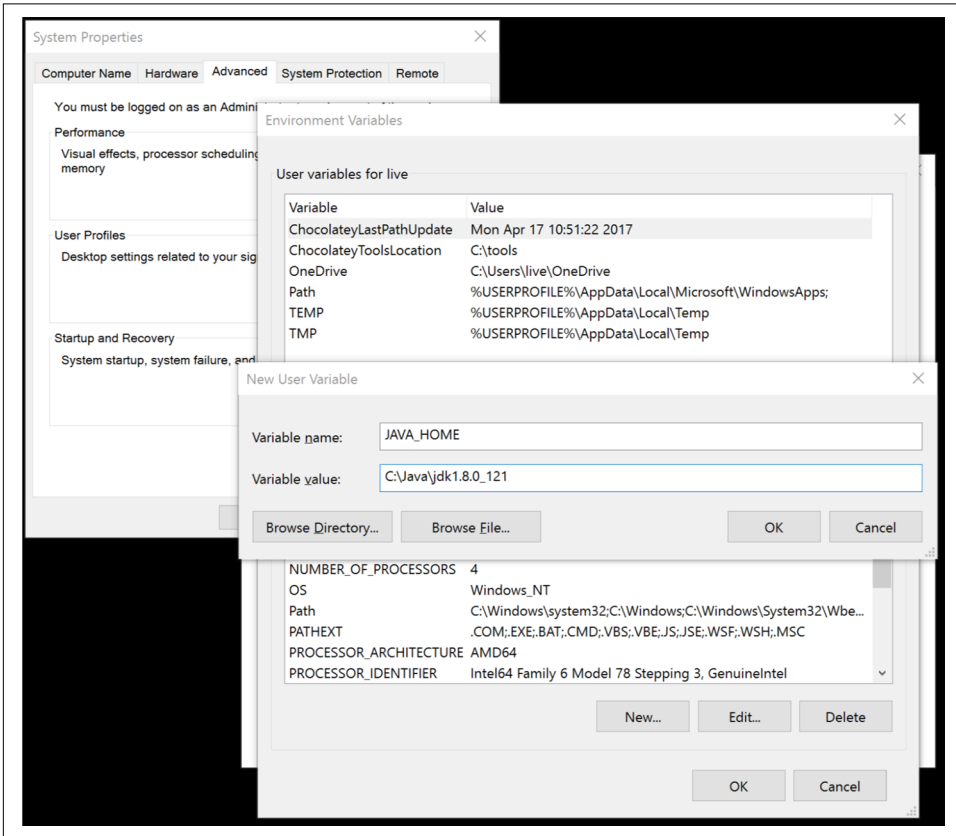 System Properties
Computer Name Hardware Advanced System Protection Remote
You must be logged on as an Admini
Performance
Visual effects, processor scheduling
memory
User Profiles
Desktop settings related to your sig
Startup and Recovery
System startup, system failure, and
Environment Variables
User variables for live
Variable Value
ChocolateyLastPathUpdate Mon Apr 17 10:51:22 2017
ChocolateyToolsLocation C:\tools
OneDrive C:\Users\live\OneDrive
Path %USERPROFILE%\AppData\Local\Microsoft\WindowsApps;
TEMP %USERPROFILE%\AppData\Local\Temp
TMP %USERPROFILE%\AppData\Local\Temp
New User Variable
Variable name: JAVA_HOME
Variable value: C:\Java\jdk1.8.0_121
Browse Directory... Browse File... OK Cancel
NUMBER_OF_PROCESSORS 4
OS Windows_NT
Path C:\Windows\system32;C:\Windows;C:\Windows\System32\Wbe...
PATHEXT .COM;.EXE;.BAT;.CMD;.VBS;.VBE;.JS;.JSE;.WSF;.WSH;.MSC
PROCESSOR_ARCHITECTURE AMD64
PROCESSOR_IDENTIFIER Intel64 Family 6 Model 78 Stepping 3, GenuineIntel
New... Edit... Delete
OK Cancel